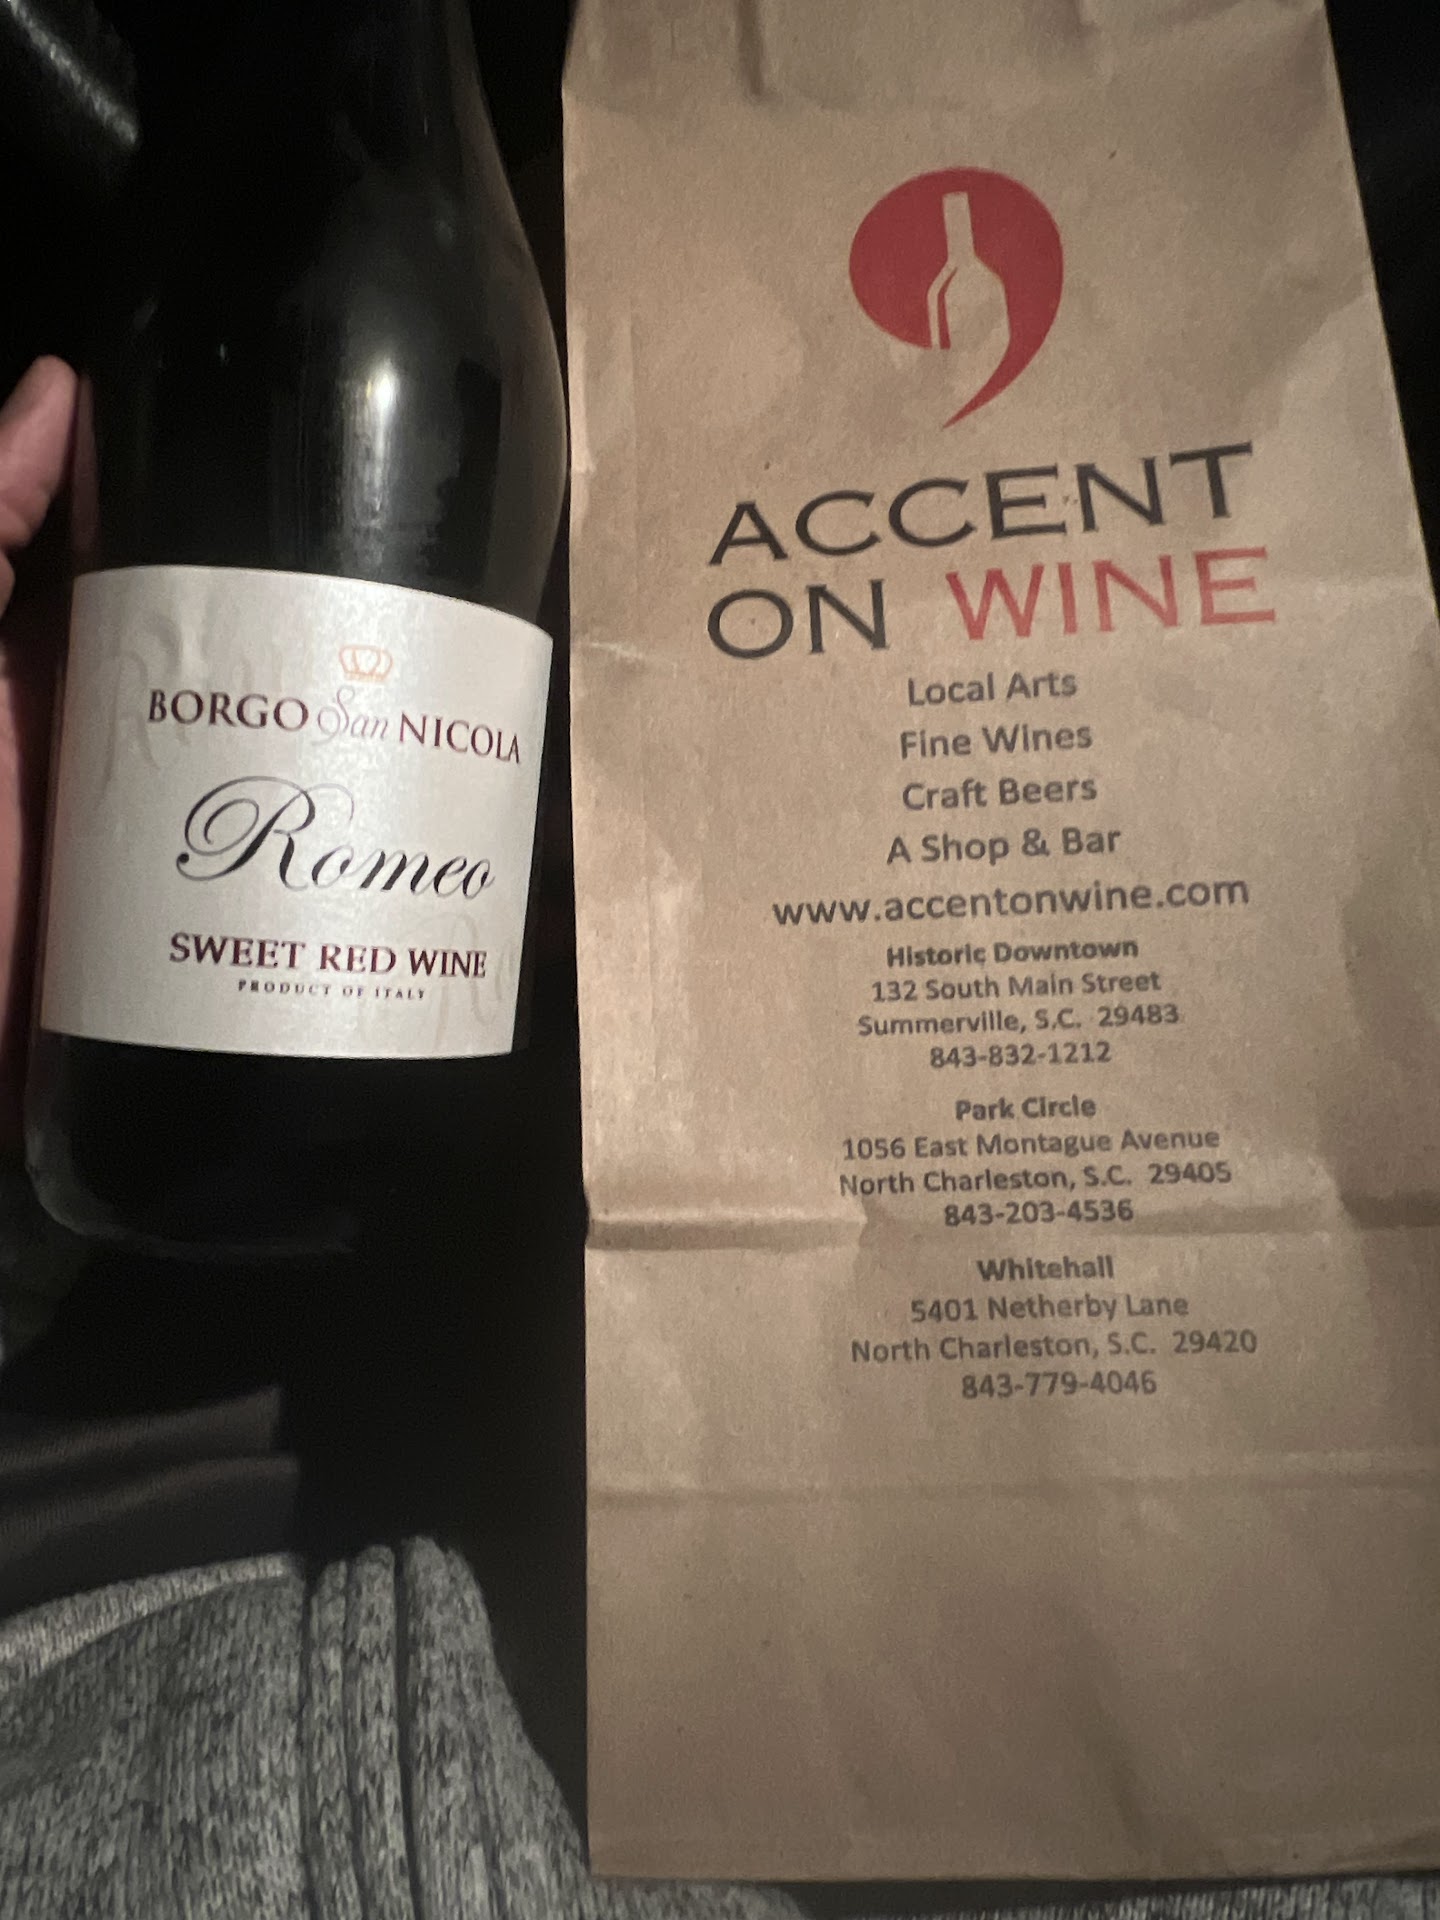 BORGO San NICOLA
Romeo
SWEET RED WINE
PRODUCT OF ITALY
ACCENT
ON WINE
Local Arts
Fine Wines
Craft Beers
A Shop & Bar
www.accentonwine.com
Historic Downtown
132 South Main Street
Summerville, S.C. 29483
843-832-1212
Park Circle
1056 East Montague Avenue
North Charleston, S.C. 29405
843-203-4536
Whitehall
5401 Netherby Lane
North Charleston, S.C. 29420
843-779-4046